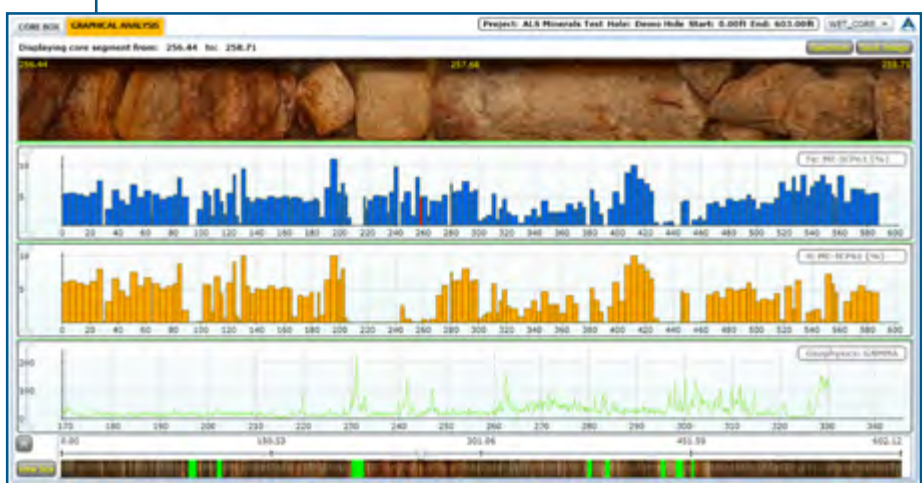 CORE BOX GRAPHICAL ANALYSIS Project: ALS Minerals Test Hole: Demo Hole Start: 0.00ft End: 603.00ft WET_CORE
Displaying core segment from: 256.44 to: 258.71
256.44 257.66 258.71
Fe: ME-ICP61 (%)
10
5
0 20 40 60 80 100 120 140 160 180 200 220 240 260 280 300 320 340 360 380 400 420 440 460 480 500 520 540 560 580 600
S: ME-ICP61 (%)
10
5
0 20 40 60 80 100 120 140 160 180 200 220 240 260 280 300 320 340 360 380 400 420 440 460 480 500 520 540 560 580 600
Geophysics: GAMMA
200
100
0
170 180 190 200 210 220 230 240 250 260 270 280 290 300 310 320 330 340
0.00 150.53 301.06 451.59 602.12